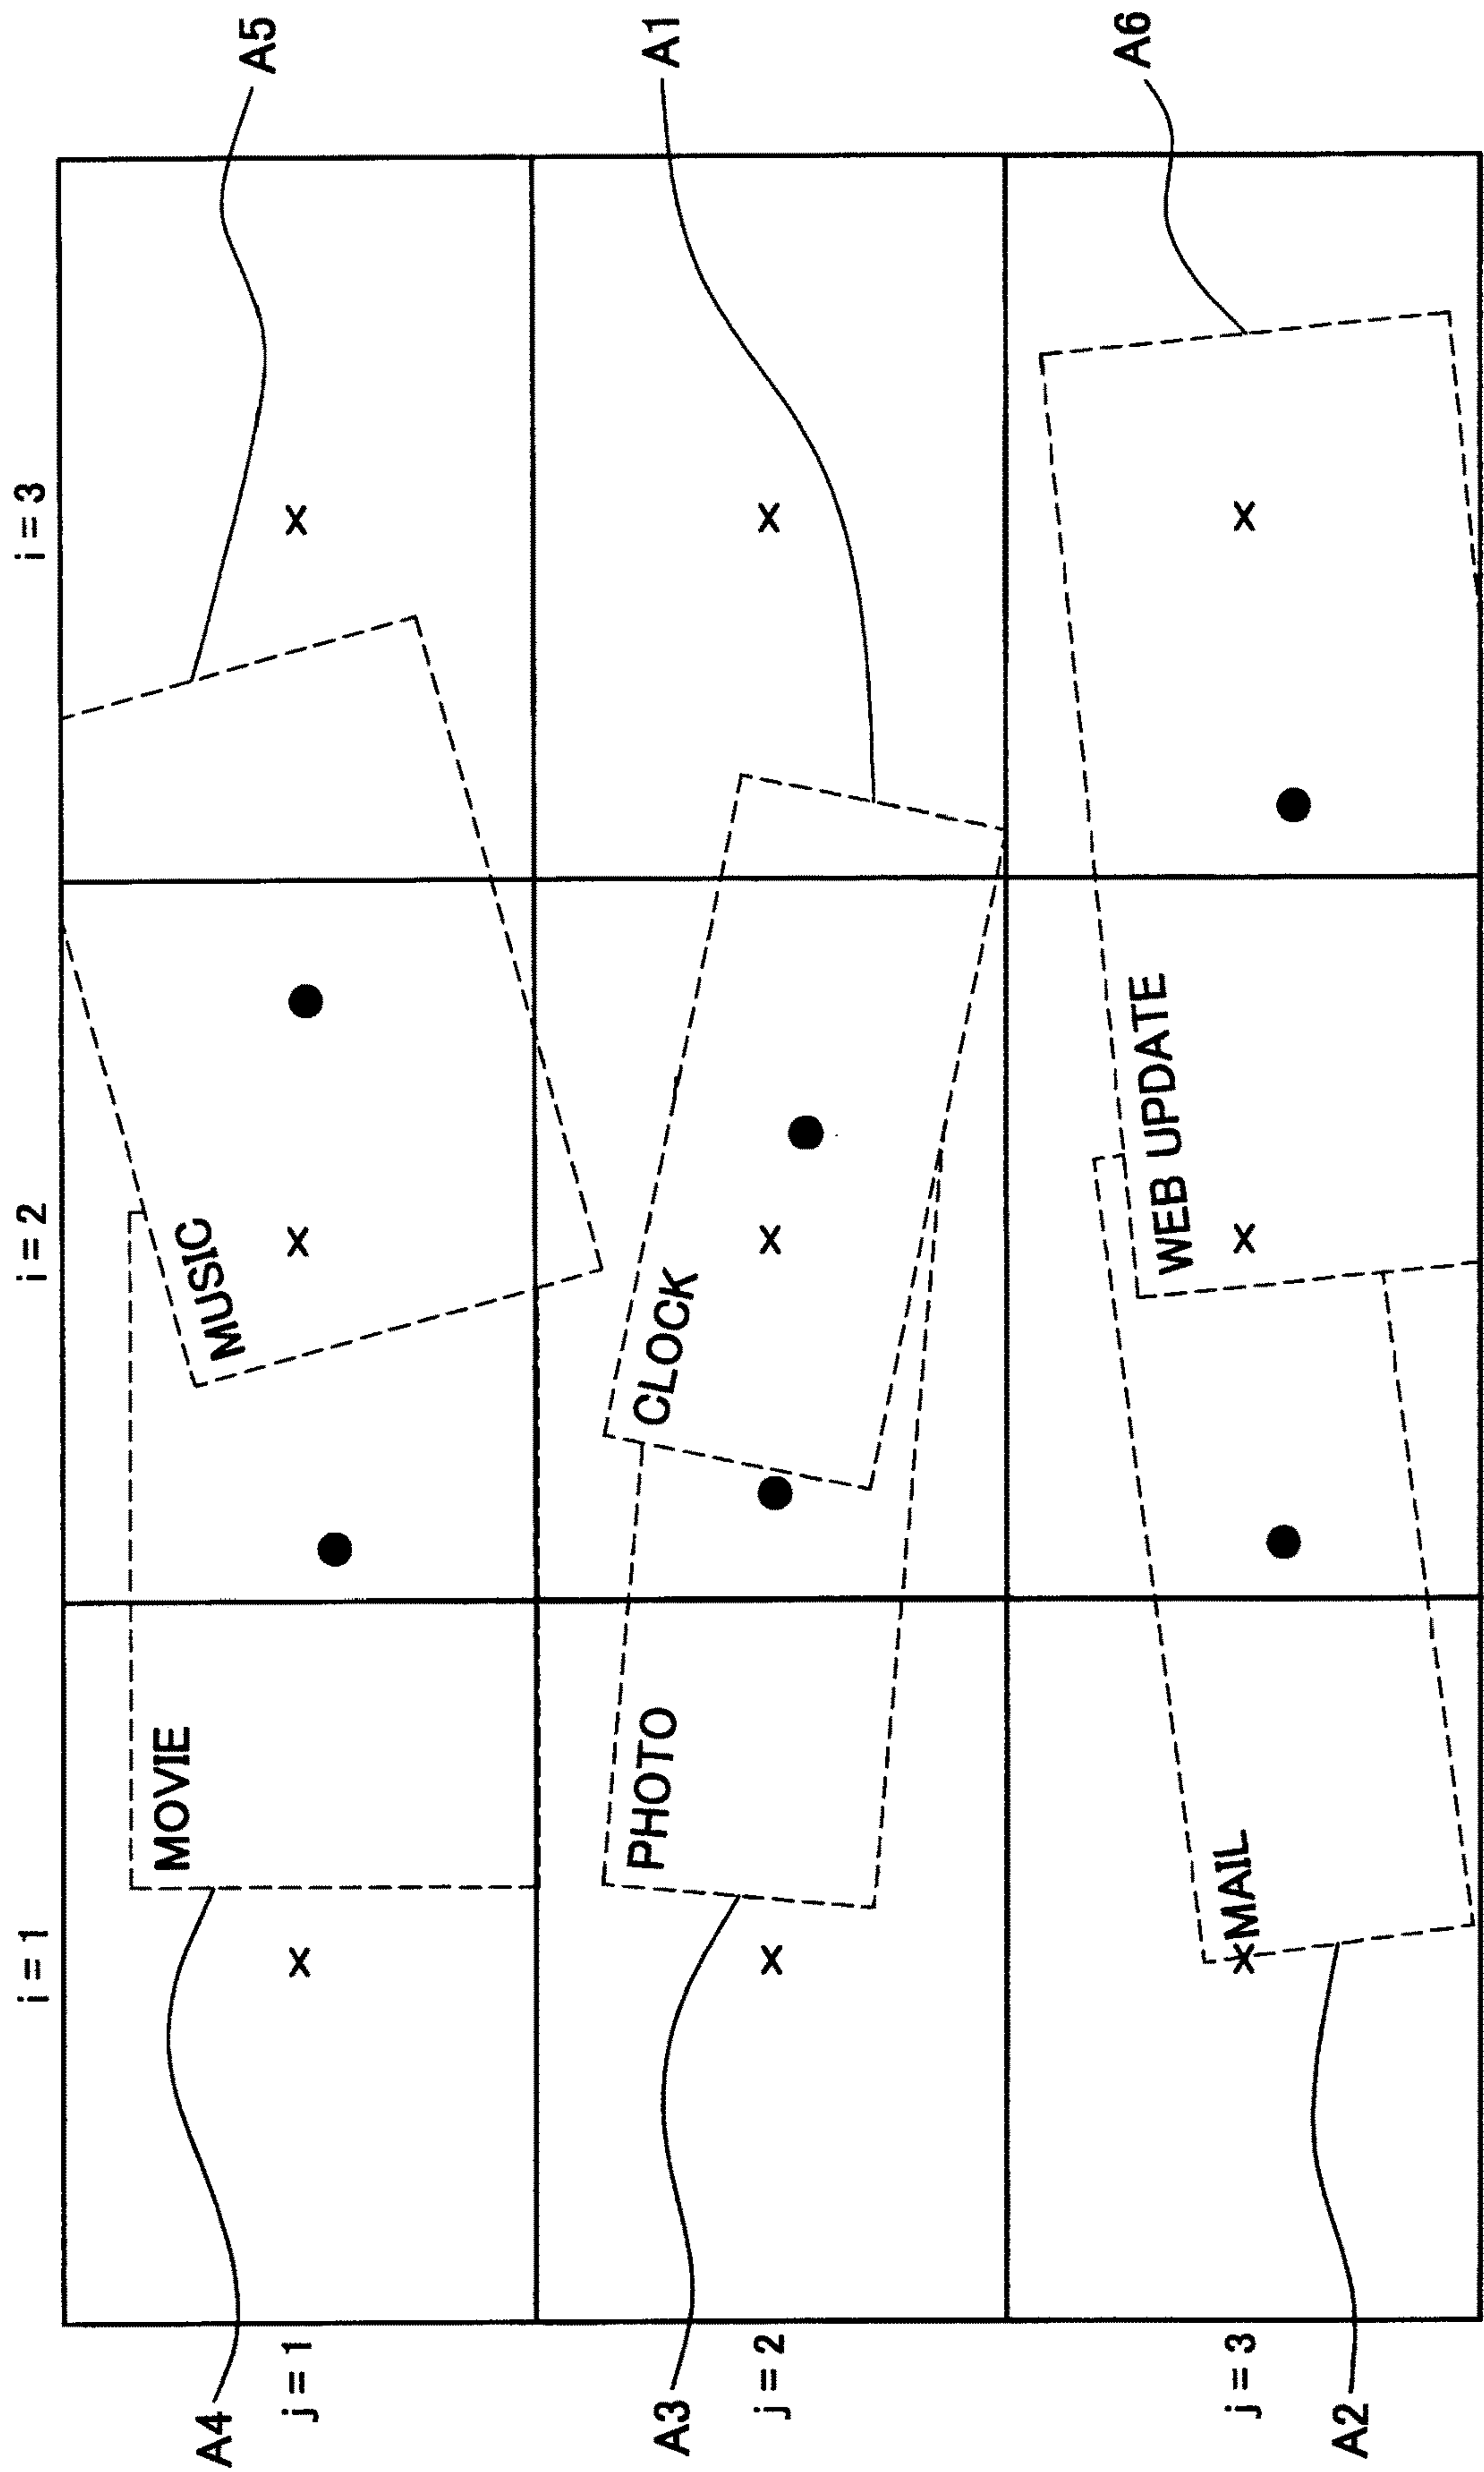 i = 1
i = 2
i = 3
A4
j = 1
MOVIE
MUSIC
A5
A3
j = 2
PHOTO
CLOCK
A1
j = 3
A2
MAIL
WEB UPDATE
A6
x
x
x
x
x
x
x
x
x